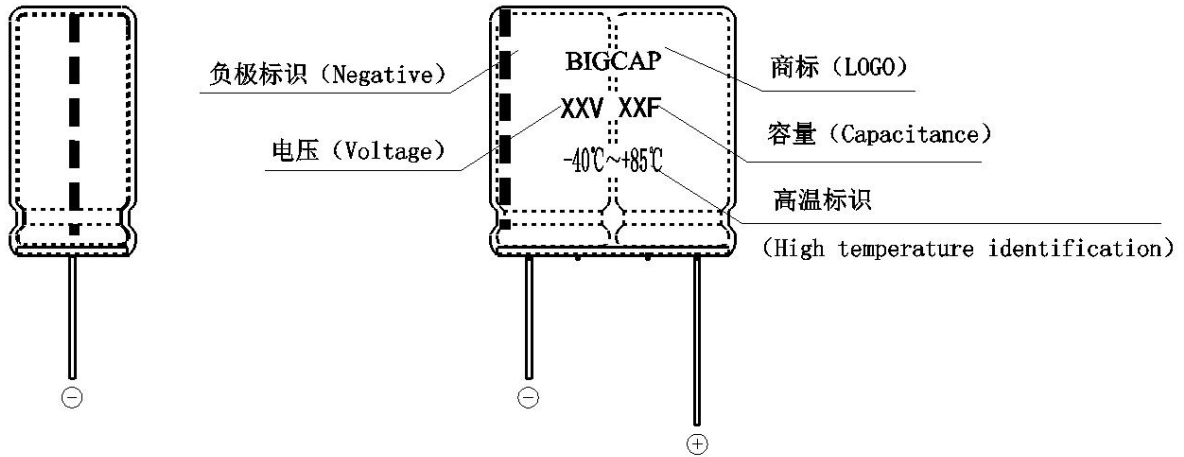 负极标识（Negative）
BIGCAP
商标（LOGO）
XXV XXF
电压（Voltage）
容量（Capacitance）
-40℃～+85℃
高温标识
（High temperature identification）
⊖
⊖
⊕